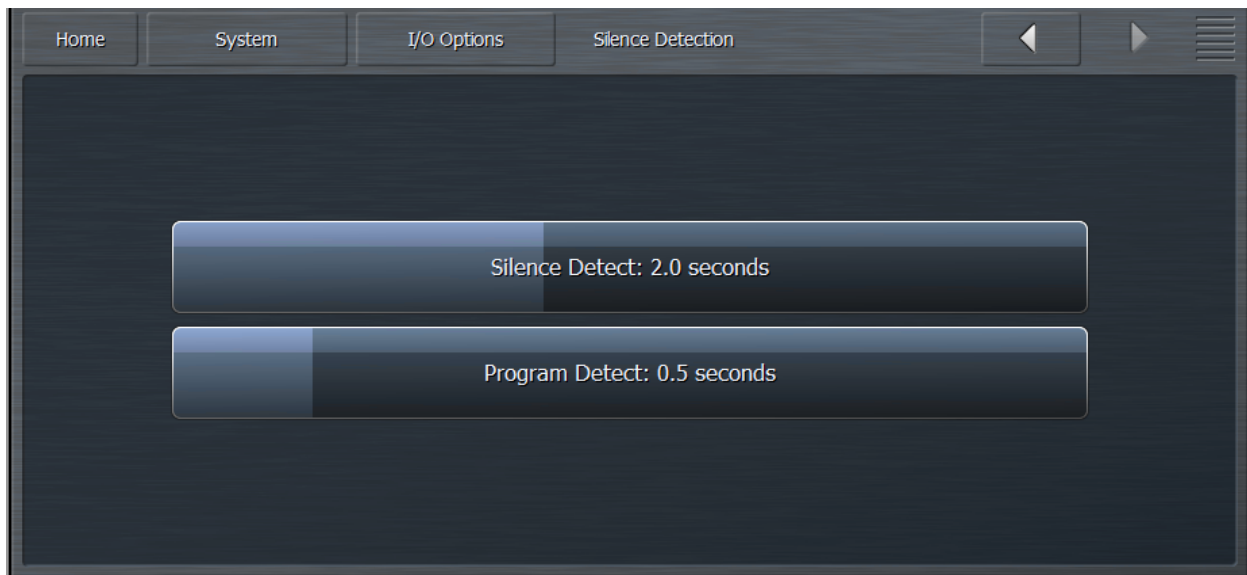 Home
System
I/O Options
Silence Detection
Silence Detect: 2.0 seconds
Program Detect: 0.5 seconds